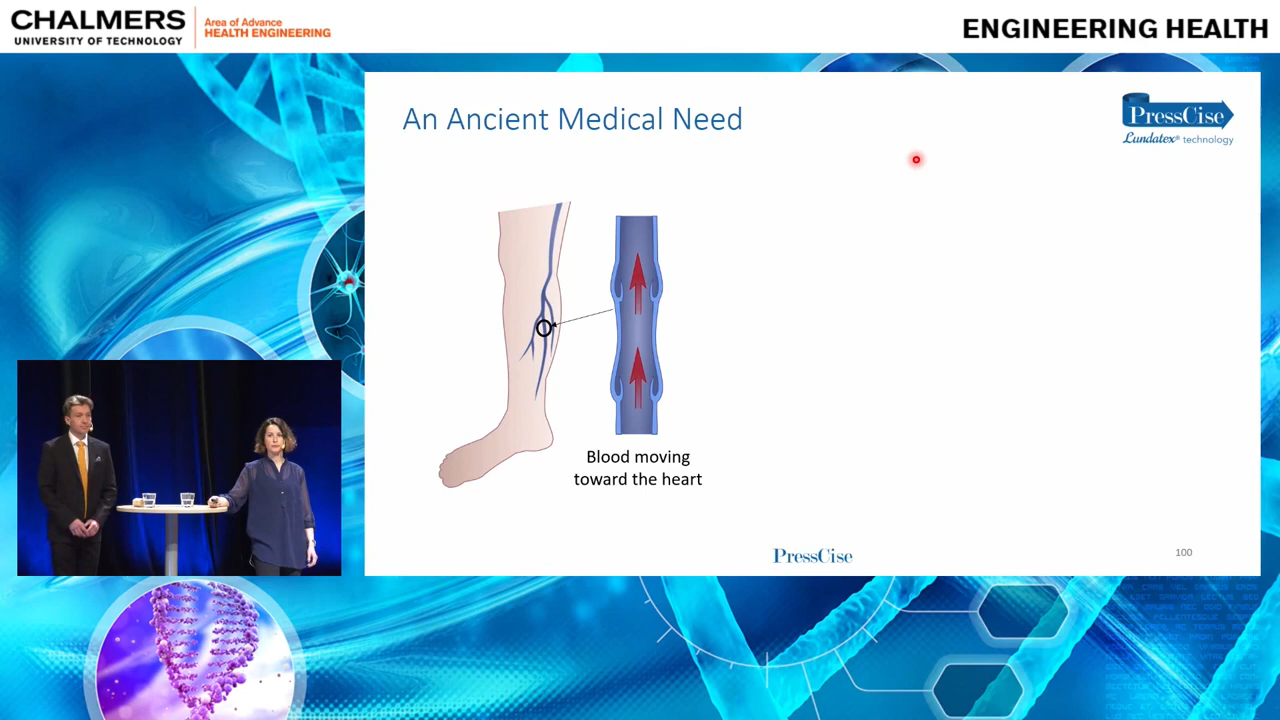 CHALMERS
UNIVERSITY OF TECHNOLOGY
Area of Advance
HEALTH ENGINEERING
ENGINEERING HEALTH
An Ancient Medical Need
PressCise
Lundatex® technology
Blood moving
toward the heart
PressCise
100